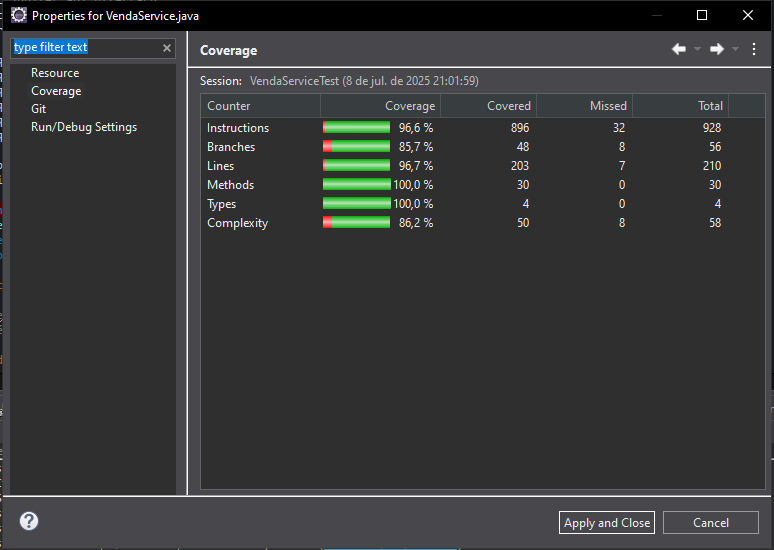 Properties for VendaService.java
type filter text
Coverage
Resource
Coverage
Git
Run/Debug Settings
Session: VendaServiceTest (8 de jul. de 2025 21:01:59)
Counter Coverage Covered Missed Total
Instructions 96,6 % 896 32 928
Branches 85,7 % 48 8 56
Lines 96,7 % 203 7 210
Methods 100,0 % 30 0 30
Types 100,0 % 4 0 4
Complexity 86,2 % 50 8 58
Apply and Close Cancel